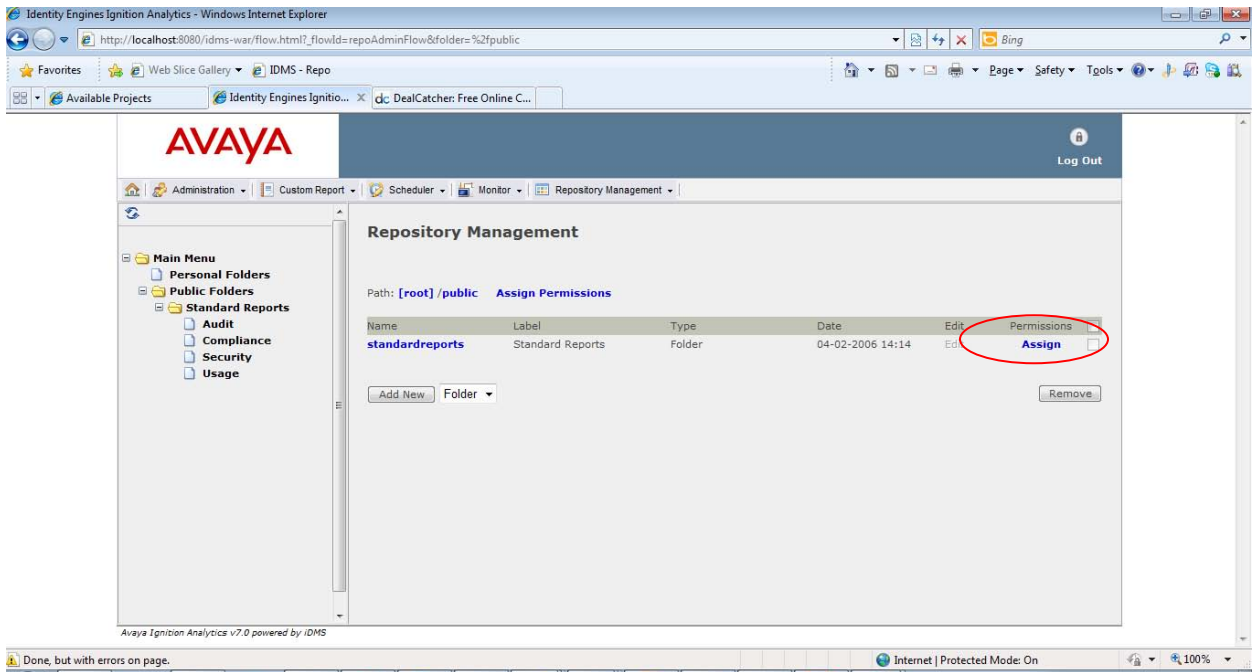 Identity Engines Ignition Analytics - Windows Internet Explorer
http://localhost:8080/idms-war/flow.html?_flowId=repoAdminFlow&folder=%2fpublic
Bing
Favorites Web Slice Gallery IDMS - Repo
Page Safety Tools
Available Projects Identity Engines Ignitio... X dc DealCatcher: Free Online C...
AVAYA
Log Out
Administration Custom Report Scheduler Monitor Repository Management
Repository Management
Main Menu
Personal Folders
Public Folders
Standard Reports
Audit
Compliance
Security
Usage
Path: [root] /public Assign Permissions
Name Label Type Date Edit Permissions
standardreports Standard Reports Folder 04-02-2006 14:14 Edit Assign
Add New Folder Remove
Avaya Ignition Analytics v7.0 powered by iDMS
Done, but with errors on page. Internet | Protected Mode: On 100%